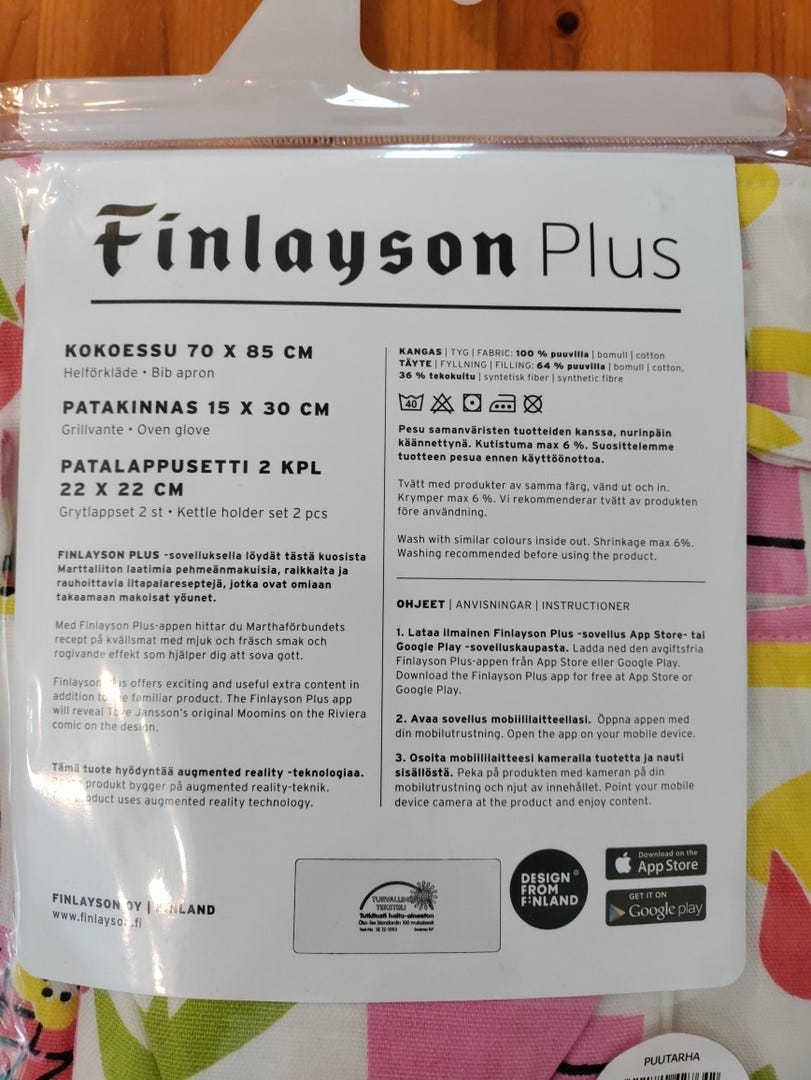 Finlayson Plus
KOKOESSU 70 X 85 CM
Helförkläde • Bib apron
PATAKINNAS 15 X 30 CM
Grillvante • Oven glove
PATALAPPUSETTI 2 KPL
22 X 22 CM
Grytlappset 2 st • Kettle holder set 2 pcs
FINLAYSON PLUS -sovelluksella löydät tästä kuosista
Marttaliiton laatimia pehmeänmakuisia, raikkaita ja
rauhoittavia iltapalareseptejä, jotka ovat omiaan
takaamaan makoisat yöunet.
Med Finlayson Plus-appen hittar du Marthaförbundets
recept på kvällsmat med mjuk och fräsch smak och
rogivande effekt som hjälper dig att sova gott.
Finlayson offers exciting and useful extra content in
addition familiar product. The Finlayson Plus app
will reveal Tove Jansson's original Moomins on the Riviera
comic on the design.
Tämä tuote hyödyntää augmented reality -teknologiaa.
produkt bygger på augmented reality-teknik.
product uses augmented reality technology.
FINLAYSON OY | FINLAND
www.finlayson.fi
KANGAS | TYG | FABRIC: 100 % puuvilla | bomull | cotton
TÄYTE | FYLLNING | FILLING: 64 % puuvilla | bomull | cotton,
36 % tekokuitu | syntetisk fiber | synthetic fibre
40
Pesu samanväristen tuotteiden kanssa, nurinpäin
käännettynä. Kutistuma max 6 %. Suosittelemme
tuotteen pesua ennen käyttöönottoa.
Tvätt med produkter av samma färg, vänd ut och in.
Krymper max 6 %. Vi rekommenderar tvätt av produkten
före användning.
Wash with similar colours inside out. Shrinkage max 6%.
Washing recommended before using the product.
OHJEET | ANVISNINGAR | INSTRUCTIONER
1. Lataa ilmainen Finlayson Plus -sovellus App Store- tai
Google Play -sovelluskaupasta. Ladda ned den avgiftsfria
Finlayson Plus-appen från App Store eller Google Play.
Download the Finlayson Plus app for free at App Store or
Google Play.
2. Avaa sovellus mobiililaitteellasi. Öppna appen med
din mobilutrustning. Open the app on your mobile device.
3. Osoita mobiililaitteesi kameralla tuotetta ja nauti
sisällöstä. Peka på produkten med kameran på din
mobilutrustning och njut av innehållet. Point your mobile
device camera at the product and enjoy content.
TURVALLINEN
TEKSTIILI
Tutkitusti haitta-aineeton
Öko-Tex Standardin 100 mukaisesti
DESIGN
FROM
FINLAND
Download on the
App Store
GET IT ON
Google play
PUUTARHA